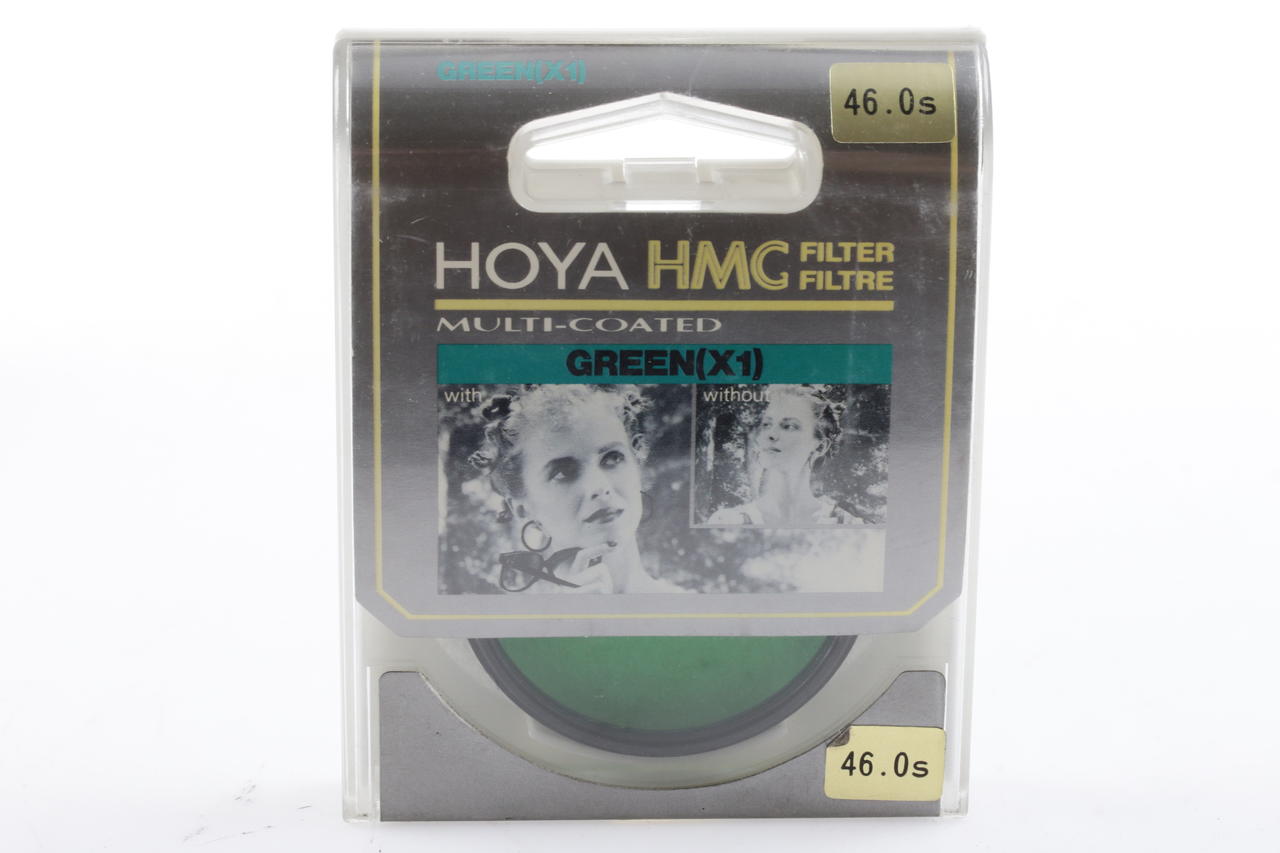 GREEN(X1)
46.0s
HOYA HMC FILTER
FILTRE
MULTI-COATED
GREEN(X1)
with
without
46.0s